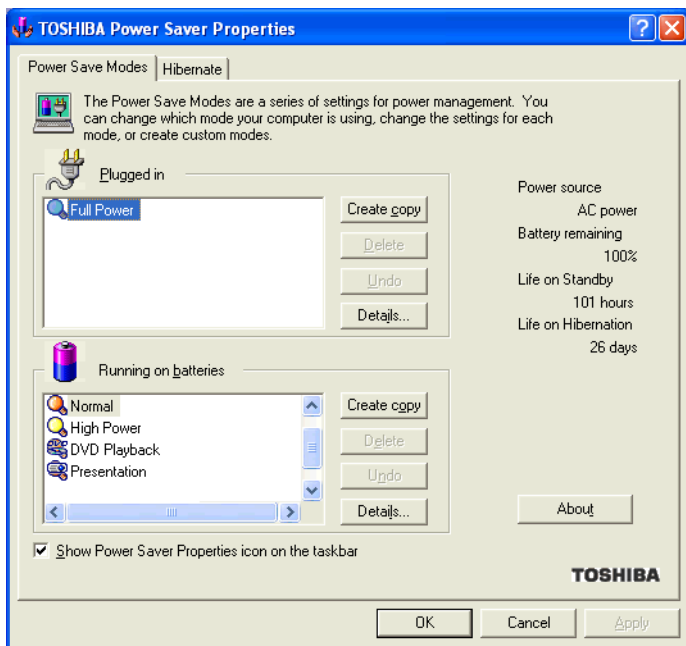 TOSHIBA Power Saver Properties
Power Save Modes
Hibernate
The Power Save Modes are a series of settings for power management. You
can change which mode your computer is using, change the settings for each
mode, or create custom modes.
Plugged in
Full Power
Create copy
Delete
Undo
Details...
Power source
AC power
Battery remaining
100%
Life on Standby
101 hours
Life on Hibernation
26 days
Running on batteries
Normal
High Power
DVD Playback
Presentation
Create copy
Delete
Undo
Details...
About
Show Power Saver Properties icon on the taskbar
TOSHIBA
OK
Cancel
Apply